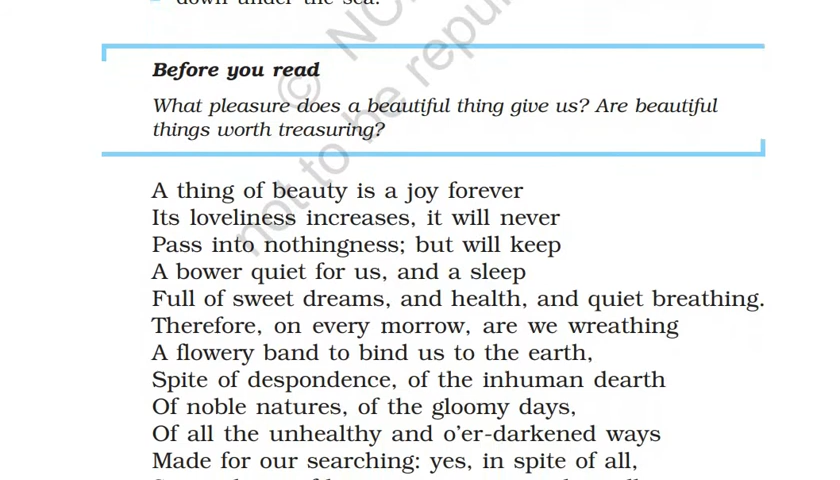 down under the sea.
© NO
not to be repu
Before you read
What pleasure does a beautiful thing give us? Are beautiful
things worth treasuring?
A thing of beauty is a joy forever
Its loveliness increases, it will never
Pass into nothingness; but will keep
A bower quiet for us, and a sleep
Full of sweet dreams, and health, and quiet breathing.
Therefore, on every morrow, are we wreathing
A flowery band to bind us to the earth,
Spite of despondence, of the inhuman dearth
Of noble natures, of the gloomy days,
Of all the unhealthy and o'er-darkened ways
Made for our searching: yes, in spite of all,